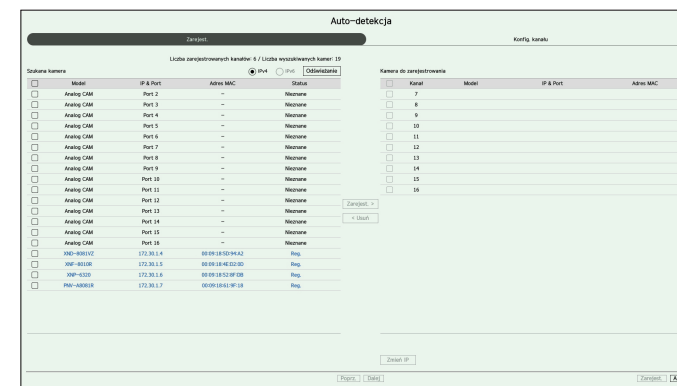 Auto-detekcja
Zarejest. Konfig. kanału
Liczba zarejestrowanych kanałów: 6 / Liczba wyszukiwanych kamer: 19
Szukana kamera IPv4 IPv6 Odświeżanie
Model IP & Port Adres MAC Status
Analog CAM Port 2 – Nieznane
Analog CAM Port 3 – Nieznane
Analog CAM Port 4 – Nieznane
Analog CAM Port 5 – Nieznane
Analog CAM Port 6 – Nieznane
Analog CAM Port 7 – Nieznane
Analog CAM Port 8 – Nieznane
Analog CAM Port 9 – Nieznane
Analog CAM Port 10 – Nieznane
Analog CAM Port 11 – Nieznane
Analog CAM Port 12 – Nieznane
Analog CAM Port 13 – Nieznane
Analog CAM Port 14 – Nieznane
Analog CAM Port 15 – Nieznane
Analog CAM Port 16 – Nieznane
XND-8081VZ 172.30.1.4 00:09:18:5D:94:A2 Reg.
XNF-8010R 172.30.1.5 00:09:18:4E:D2:8D Reg.
XNP-6320 172.30.1.6 00:09:18:52:8F:DB Reg.
PNV-A8081R 172.30.1.7 00:09:18:61:9F:18 Reg.
Zarejest. >
< Usuń
Kamera do zarejestrowania
Kanał Model IP & Port Adres MAC
7
8
9
10
11
12
13
14
15
16
Zmień IP
Poprz. Dalej Zarejest.